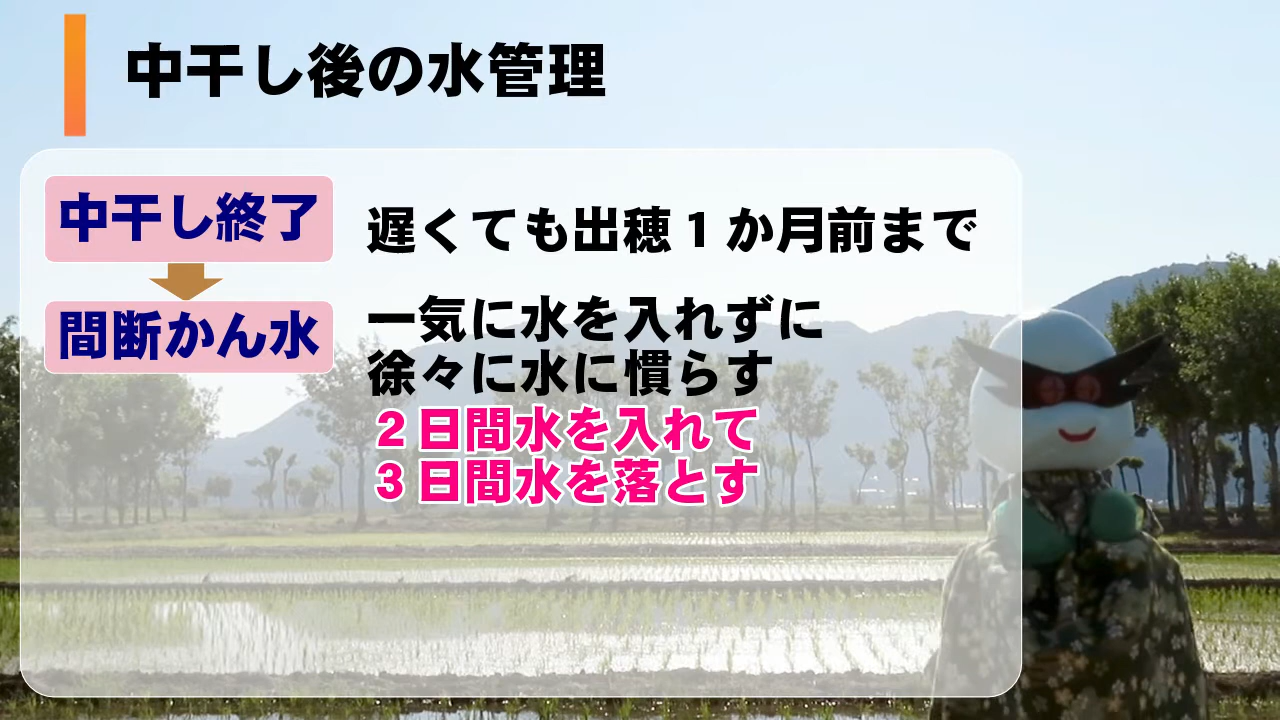 中干し後の水管理
中干し終了
遅くても出穂１か月前まで
間断かん水
一気に水を入れずに
徐々に水に慣らす
２日間水を入れて
３日間水を落とす